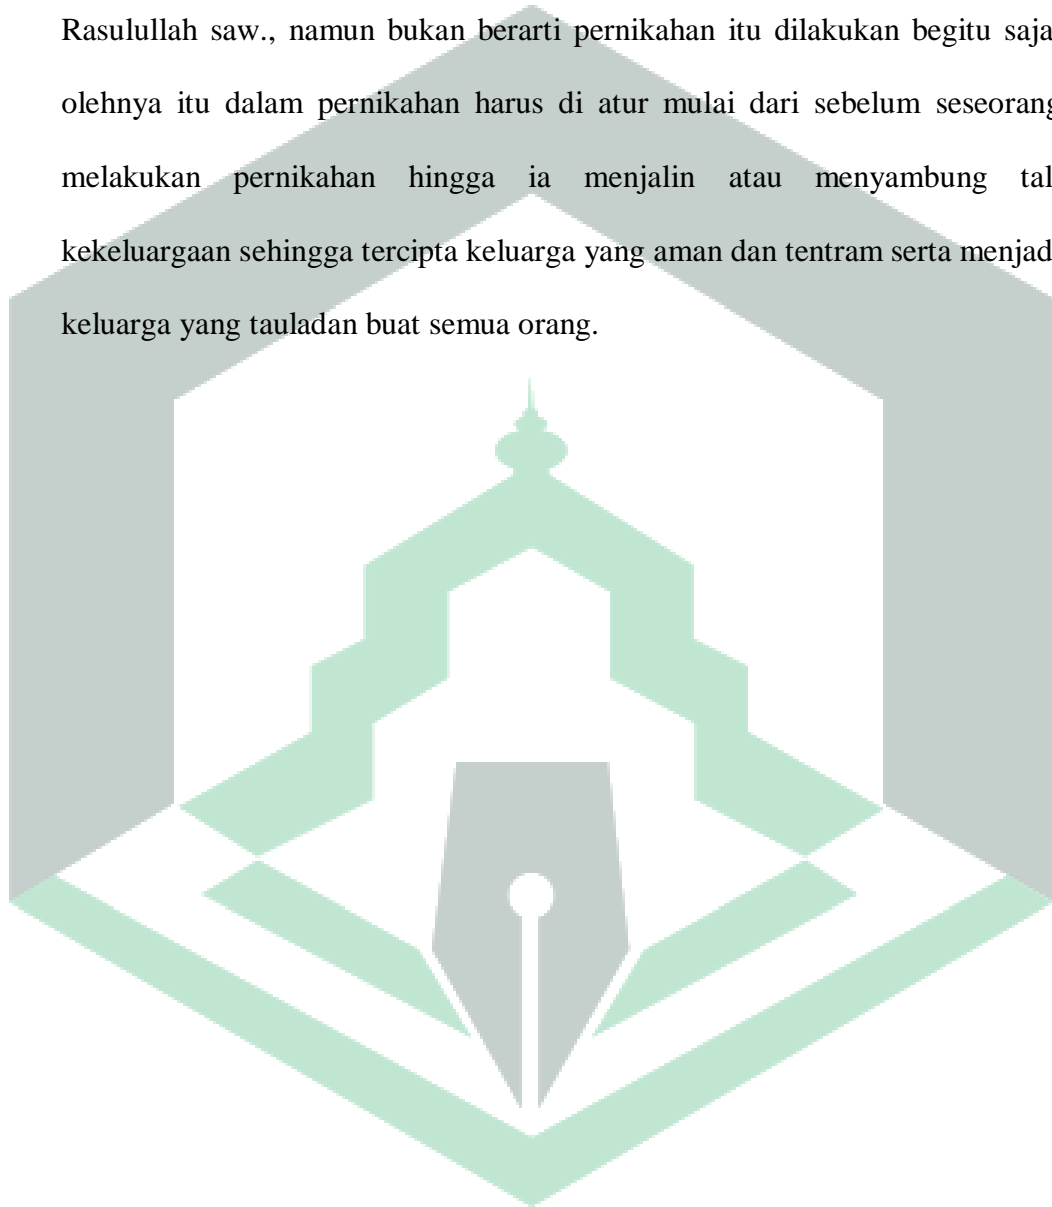 Rasulullah saw., namun bukan berarti pernikahan itu dilakukan begitu saja
olehnya itu dalam pernikahan harus di atur mulai dari sebelum seseorang
melakukan pernikahan hingga ia menjalin atau menyambung tal
kekeluargaan sehingga tercipta keluarga yang aman dan tentram serta menjad
keluarga yang tauladan buat semua orang.